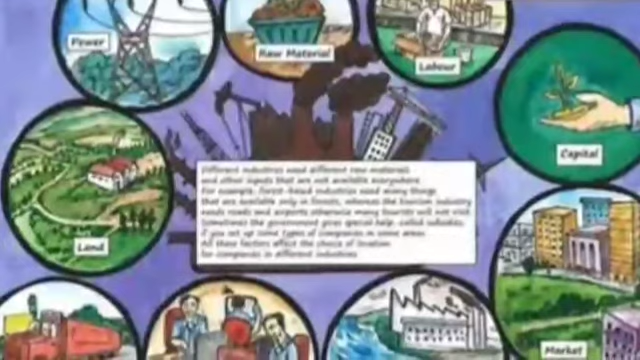 Power
Raw Material
Labour
Capital
Different industries need different raw materials
and other inputs that are not available everywhere.
For example, forest-based industries need many things
that are available only in forests, whereas the tourism industry
needs roads and airports otherwise many tourists will not visit.
Sometimes the government gives special help, called subsidies,
if you set up some types of companies in some areas.
All these factors affect the choice of location
for companies in different industries
Land
Market